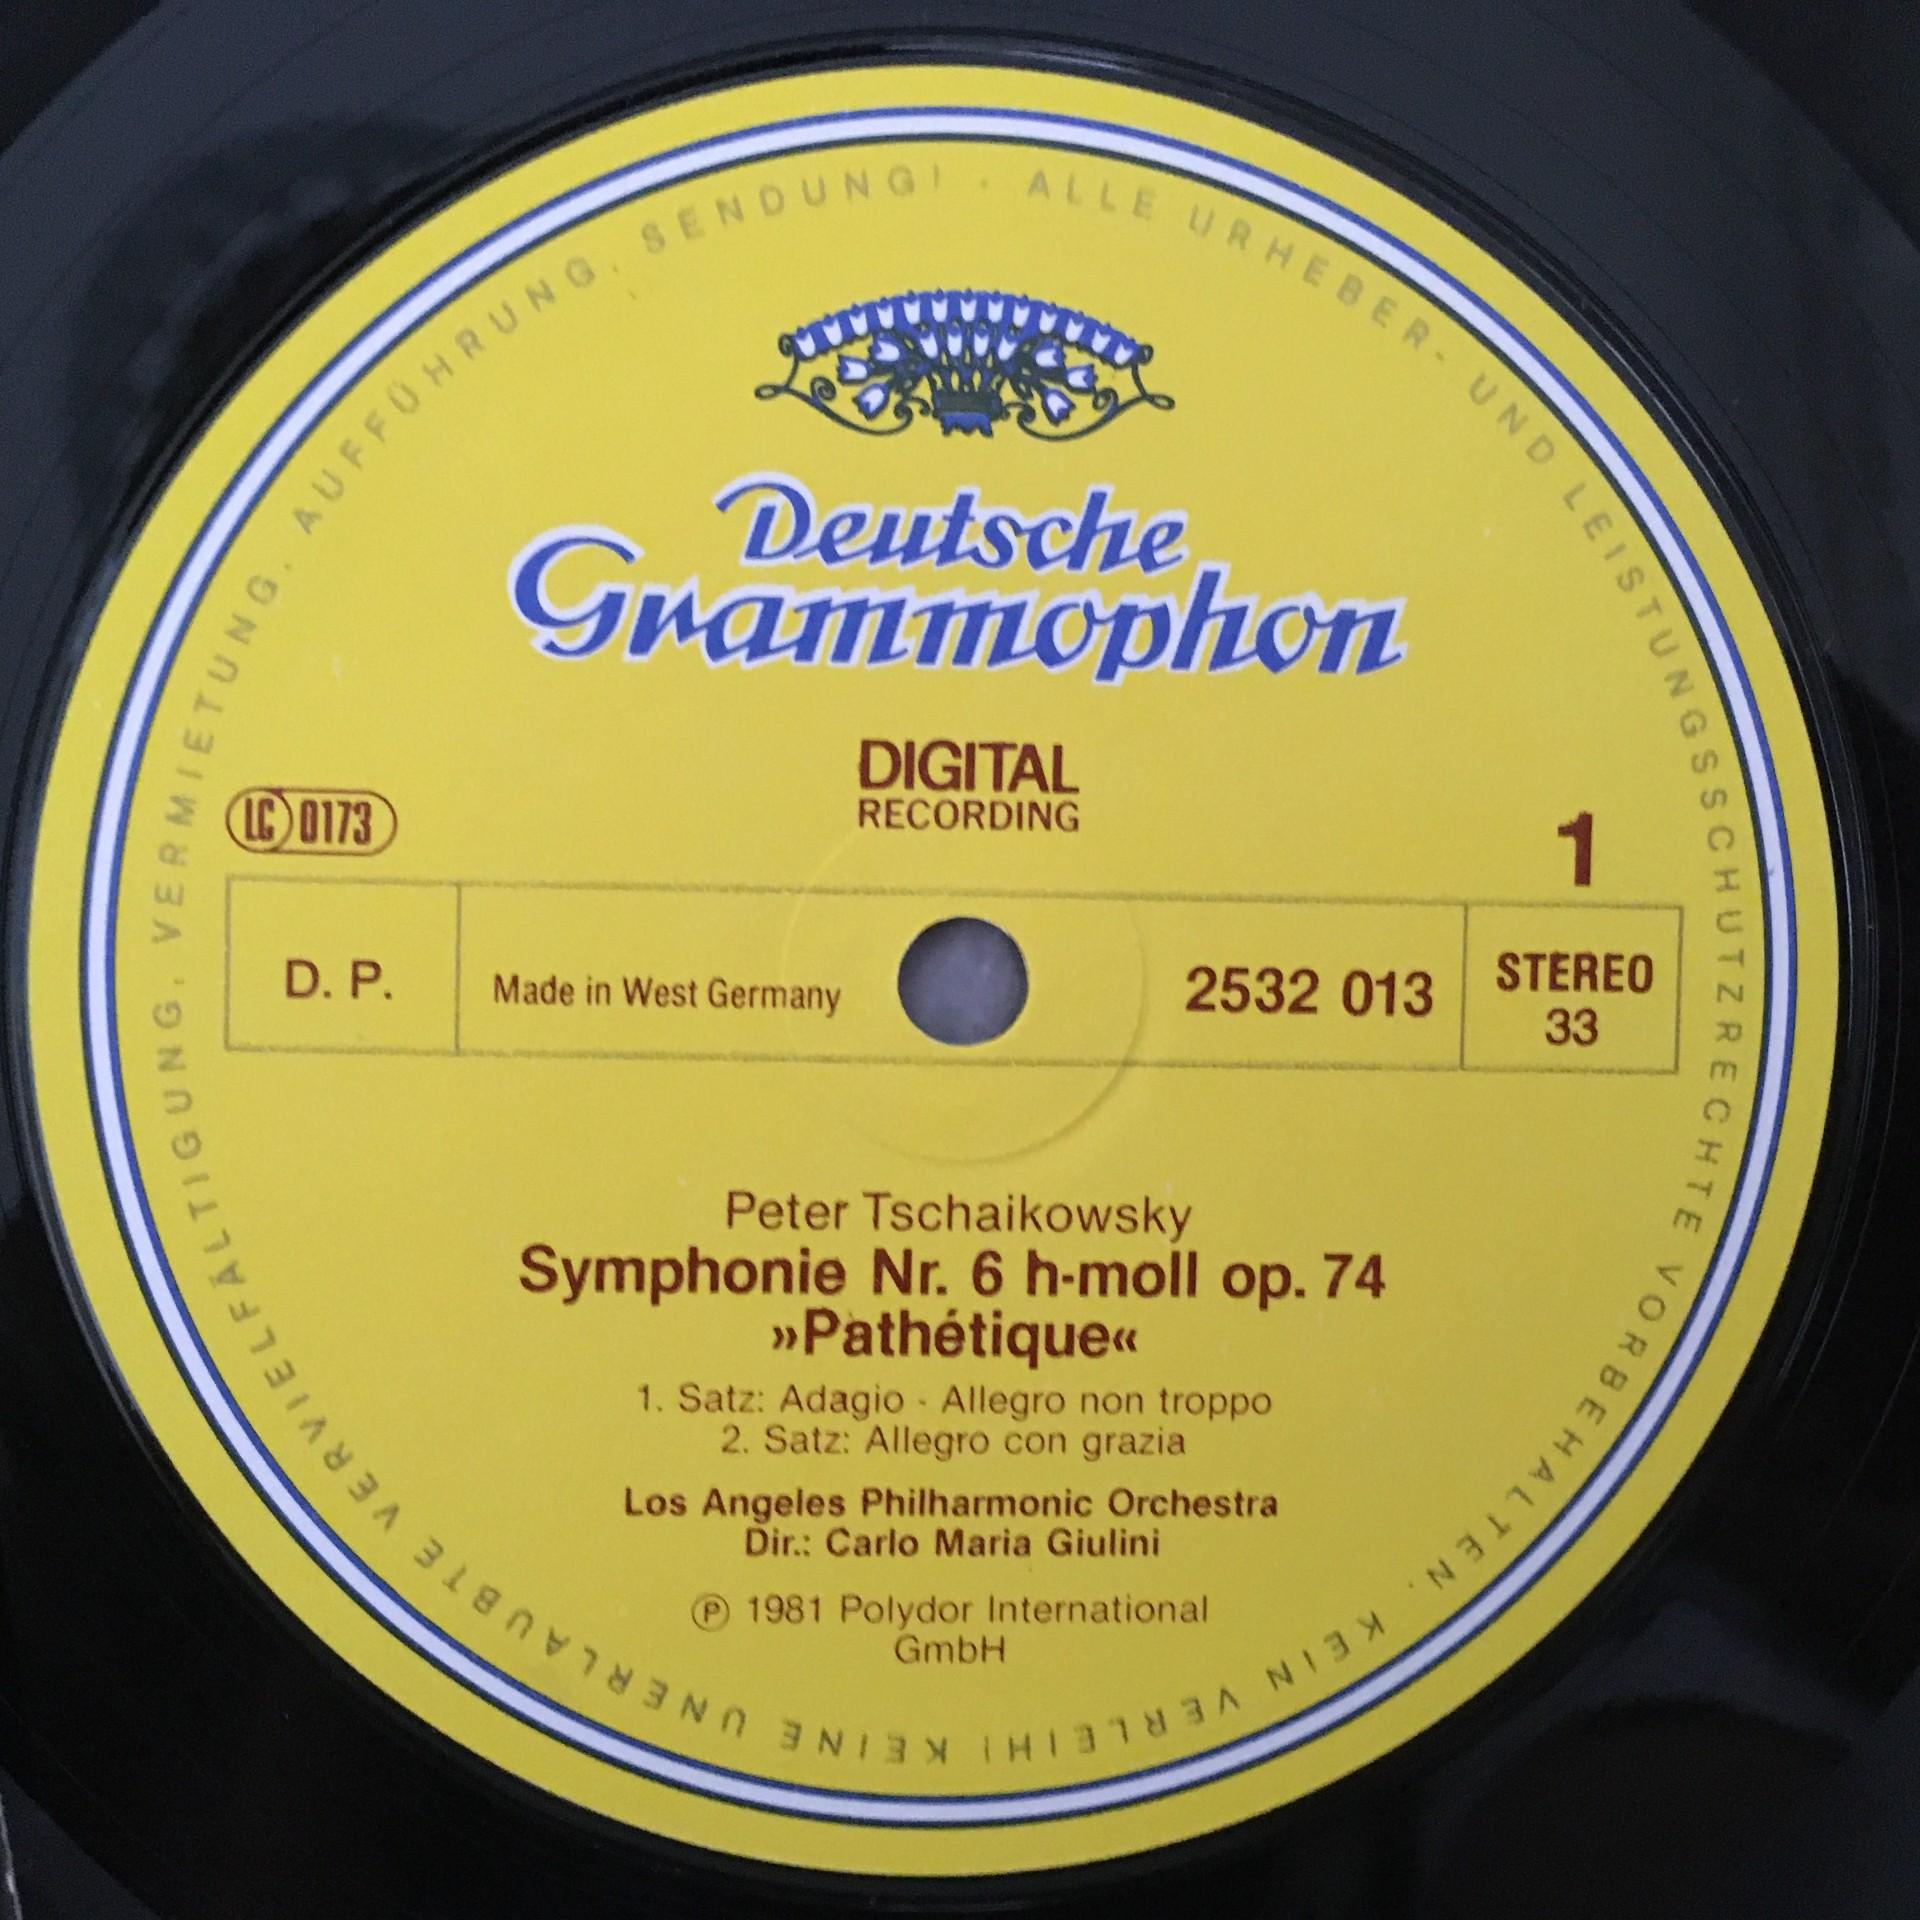 Deutsche
Grammophon
DIGITAL
RECORDING
LC 0173
1
D. P.
Made in West Germany
2532 013
STEREO
33
Peter Tschaikowsky
Symphonie Nr. 6 h-moll op. 74
»Pathétique«
1. Satz: Adagio - Allegro non troppo
2. Satz: Allegro con grazia
Los Angeles Philharmonic Orchestra
Dir.: Carlo Maria Giulini
Ⓟ 1981 Polydor International
GmbH
ALLE URHEBER- UND LEISTUNGSSCHUTZRECHTE VORBEHALTEN. KEIN VERLEIH! KEINE UNERLAUBTE VERVIELFÄLTIGUNG, VERMIETUNG, AUFFÜHRUNG, SENDUNG! ·